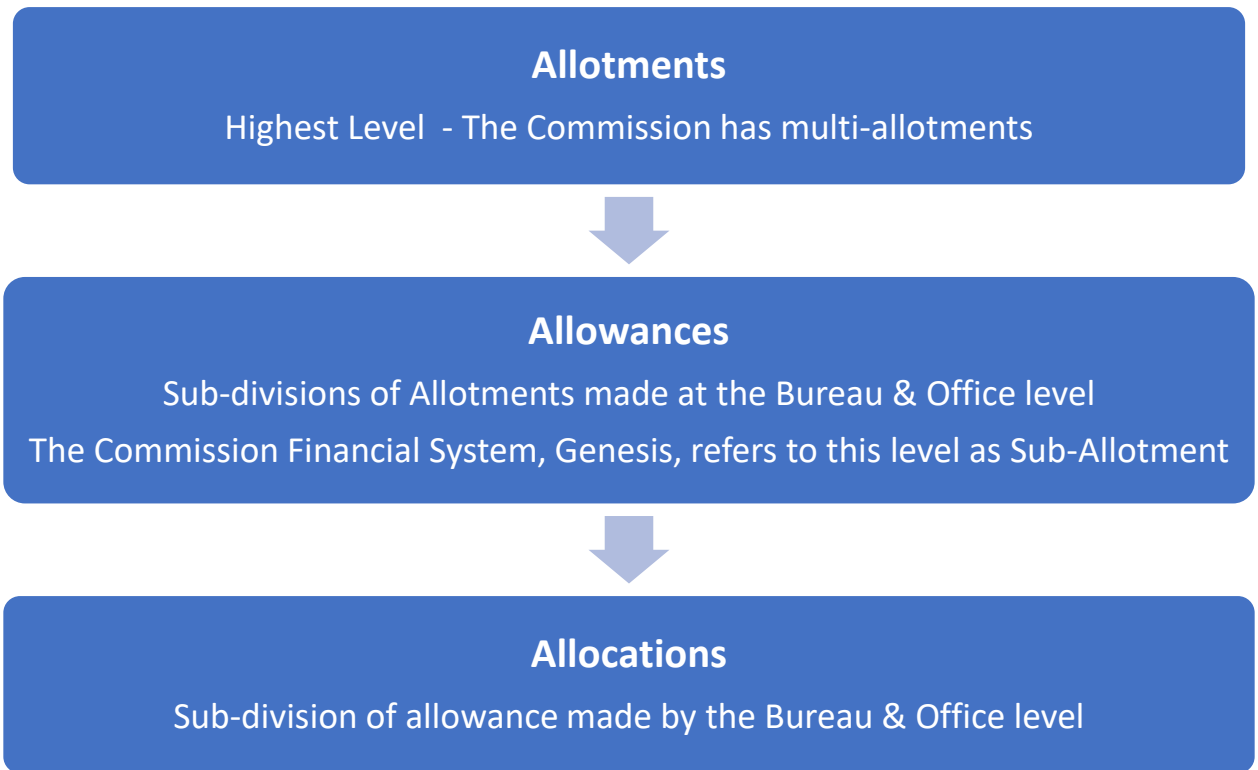 Allotments
Highest Level  - The Commission has multi-allotments
Allowances
Sub-divisions of Allotments made at the Bureau & Office level
The Commission Financial System, Genesis, refers to this level as Sub-Allotment
Allocations
Sub-division of allowance made by the Bureau & Office level